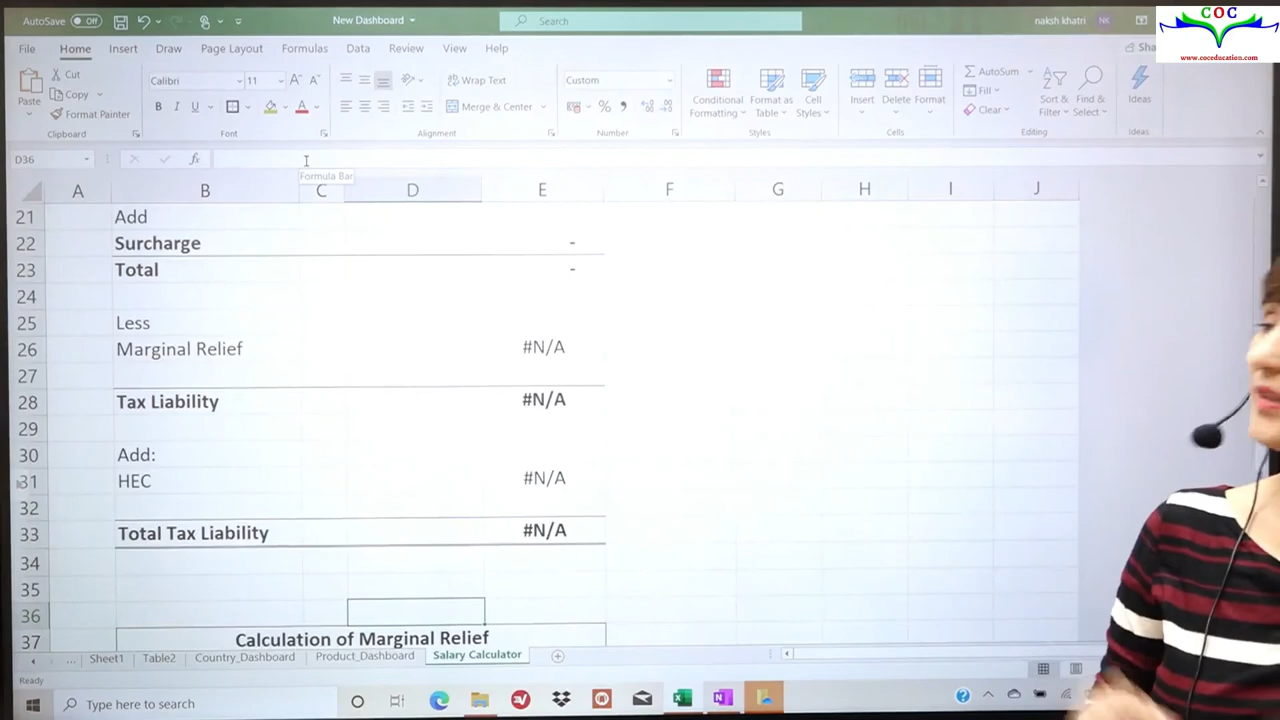 AutoSave Off
New Dashboard
Search
naksh khatri NK
COC
www.coceducation.com
File Home Insert Draw Page Layout Formulas Data Review View Help
Sha
Paste
Cut
Copy
Format Painter
Clipboard
Calibri 11
B I U
Font
Wrap Text
Merge & Center
Alignment
Custom
Number
Conditional Formatting
Format as Table
Cell Styles
Styles
Insert Delete Format
Cells
AutoSum
Fill
Clear
Sort & Filter
Find & Select
Editing
Ideas
Ideas
D36 fx
Formula Bar
A B C D E F G H I J
21 Add
22 Surcharge -
23 Total -
24
25 Less
26 Marginal Relief #N/A
27
28 Tax Liability #N/A
29
30 Add:
31 HEC #N/A
32
33 Total Tax Liability #N/A
34
35
36
37 Calculation of Marginal Relief
... Sheet1 Table2 Country_Dashboard Product_Dashboard Salary Calculator
Ready
Type here to search